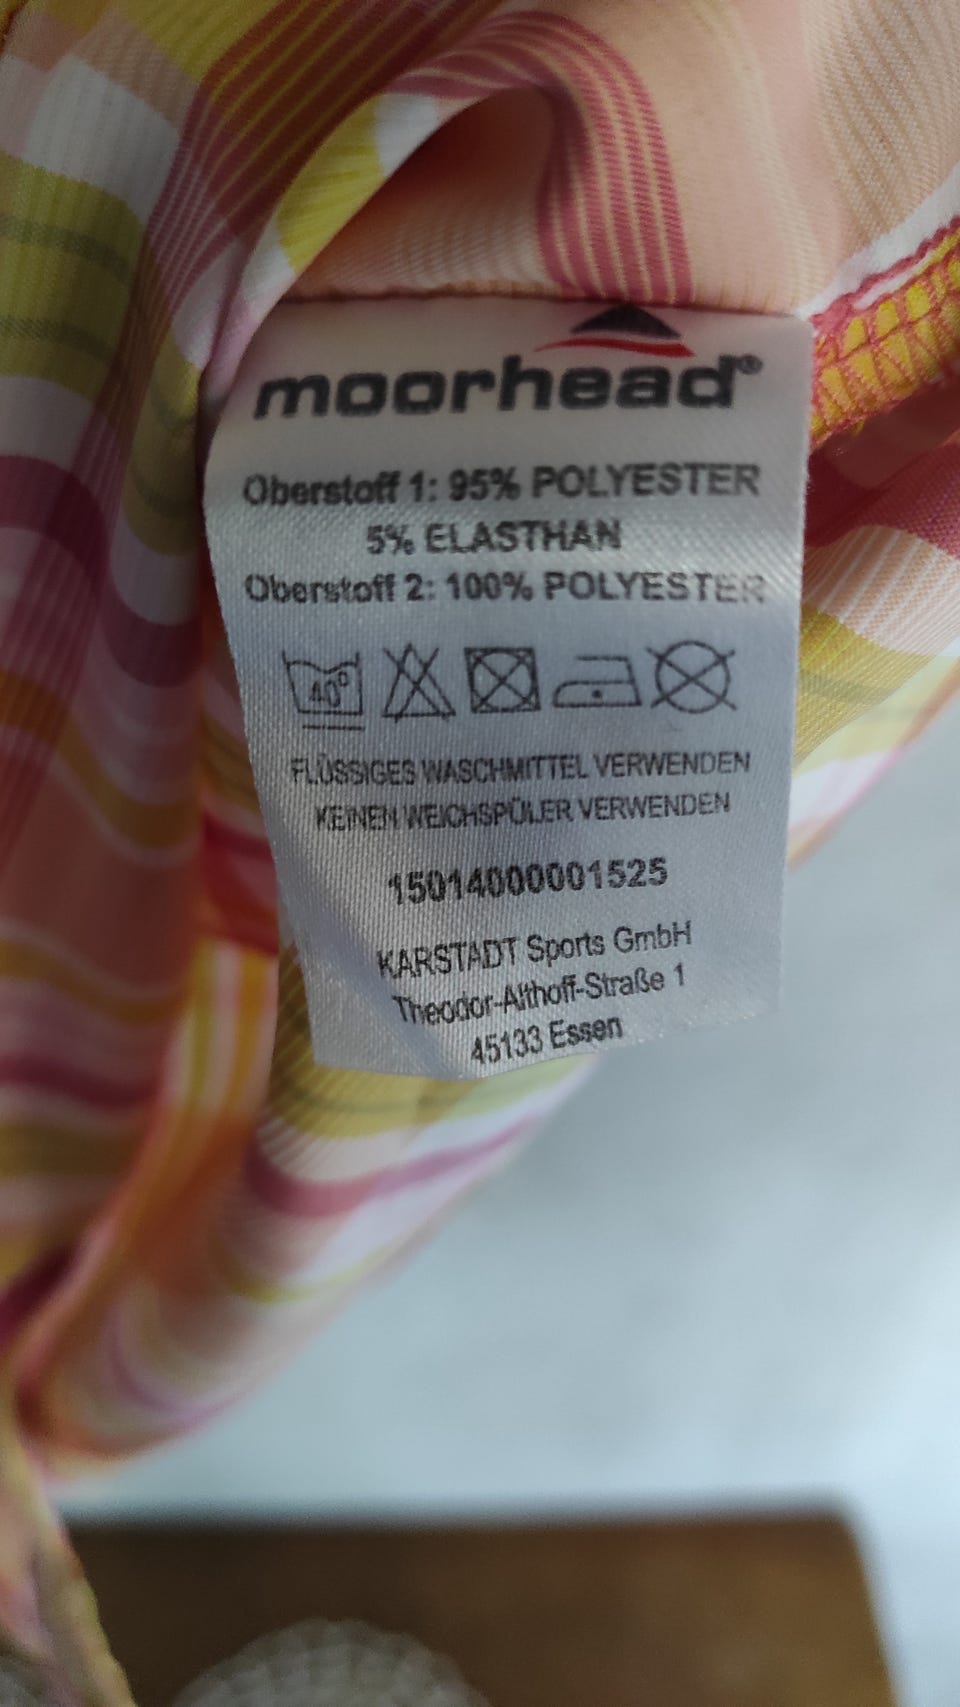 moorhead®
Oberstoff 1: 95% POLYESTER
5% ELASTHAN
Oberstoff 2: 100% POLYESTER
40°
FLÜSSIGES WASCHMITTEL VERWENDEN
KEINEN WEICHSPÜLER VERWENDEN
15014000001525
KARSTADT Sports GmbH
Theodor-Althoff-Straße 1
45133 Essen